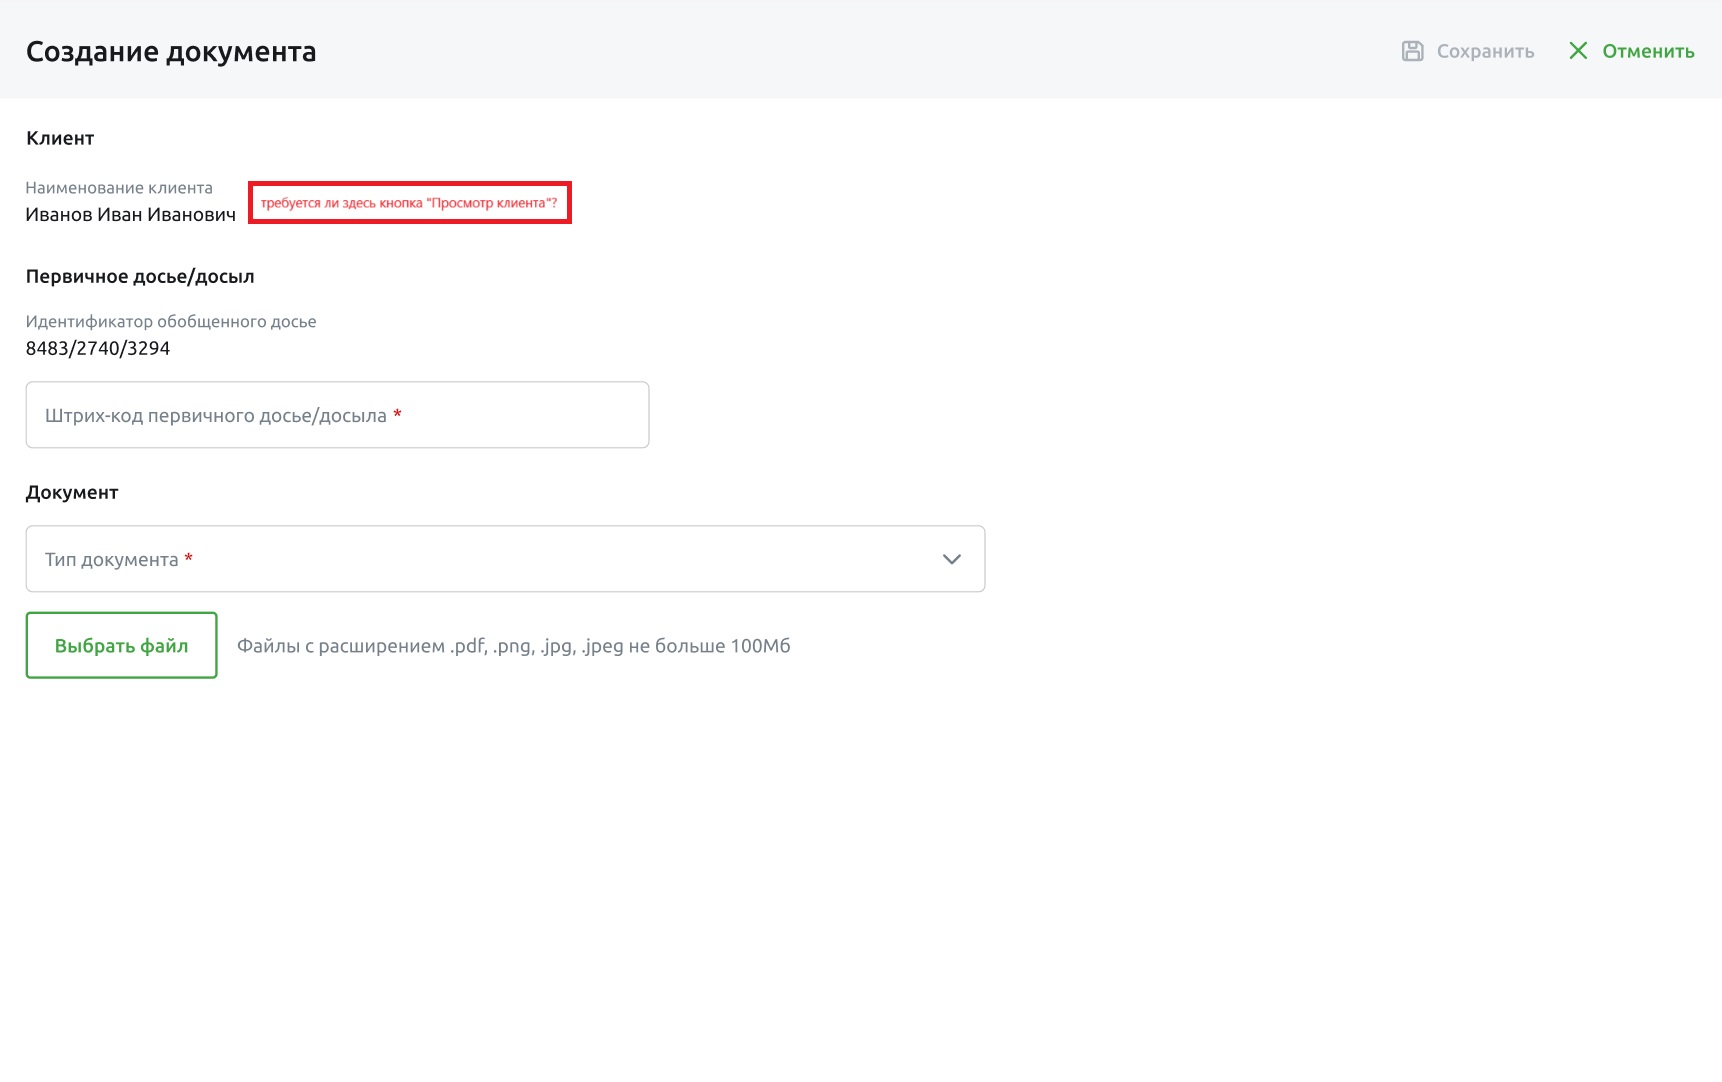 Создание документа
Сохранить
Отменить
Клиент
Наименование клиента
Иванов Иван Иванович
требуется ли здесь кнопка "Просмотр клиента"?
Первичное досье/досыл
Идентификатор обобщенного досье
8483/2740/3294
Штрих-код первичного досье/досыла *
Документ
Тип документа *
Выбрать файл
Файлы с расширением .pdf, .png, .jpg, .jpeg не больше 100Мб